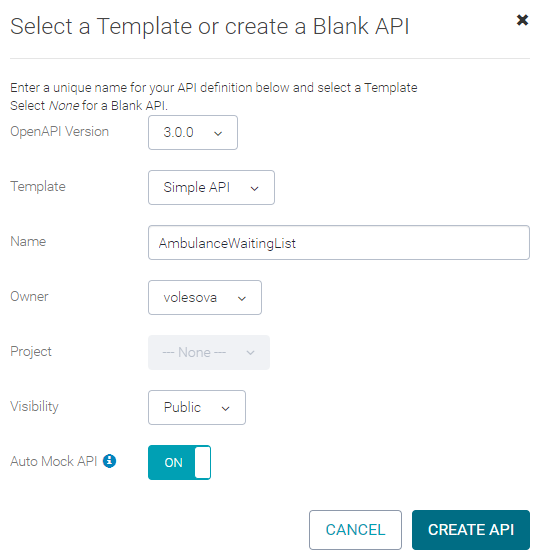 Select a Template or create a Blank API
Enter a unique name for your API definition below and select a Template
Select None for a Blank API.
OpenAPI Version 3.0.0
Template Simple API
Name AmbulanceWaitingList
Owner volesova
Project --- None ---
Visibility Public
Auto Mock API ON
CANCEL CREATE API